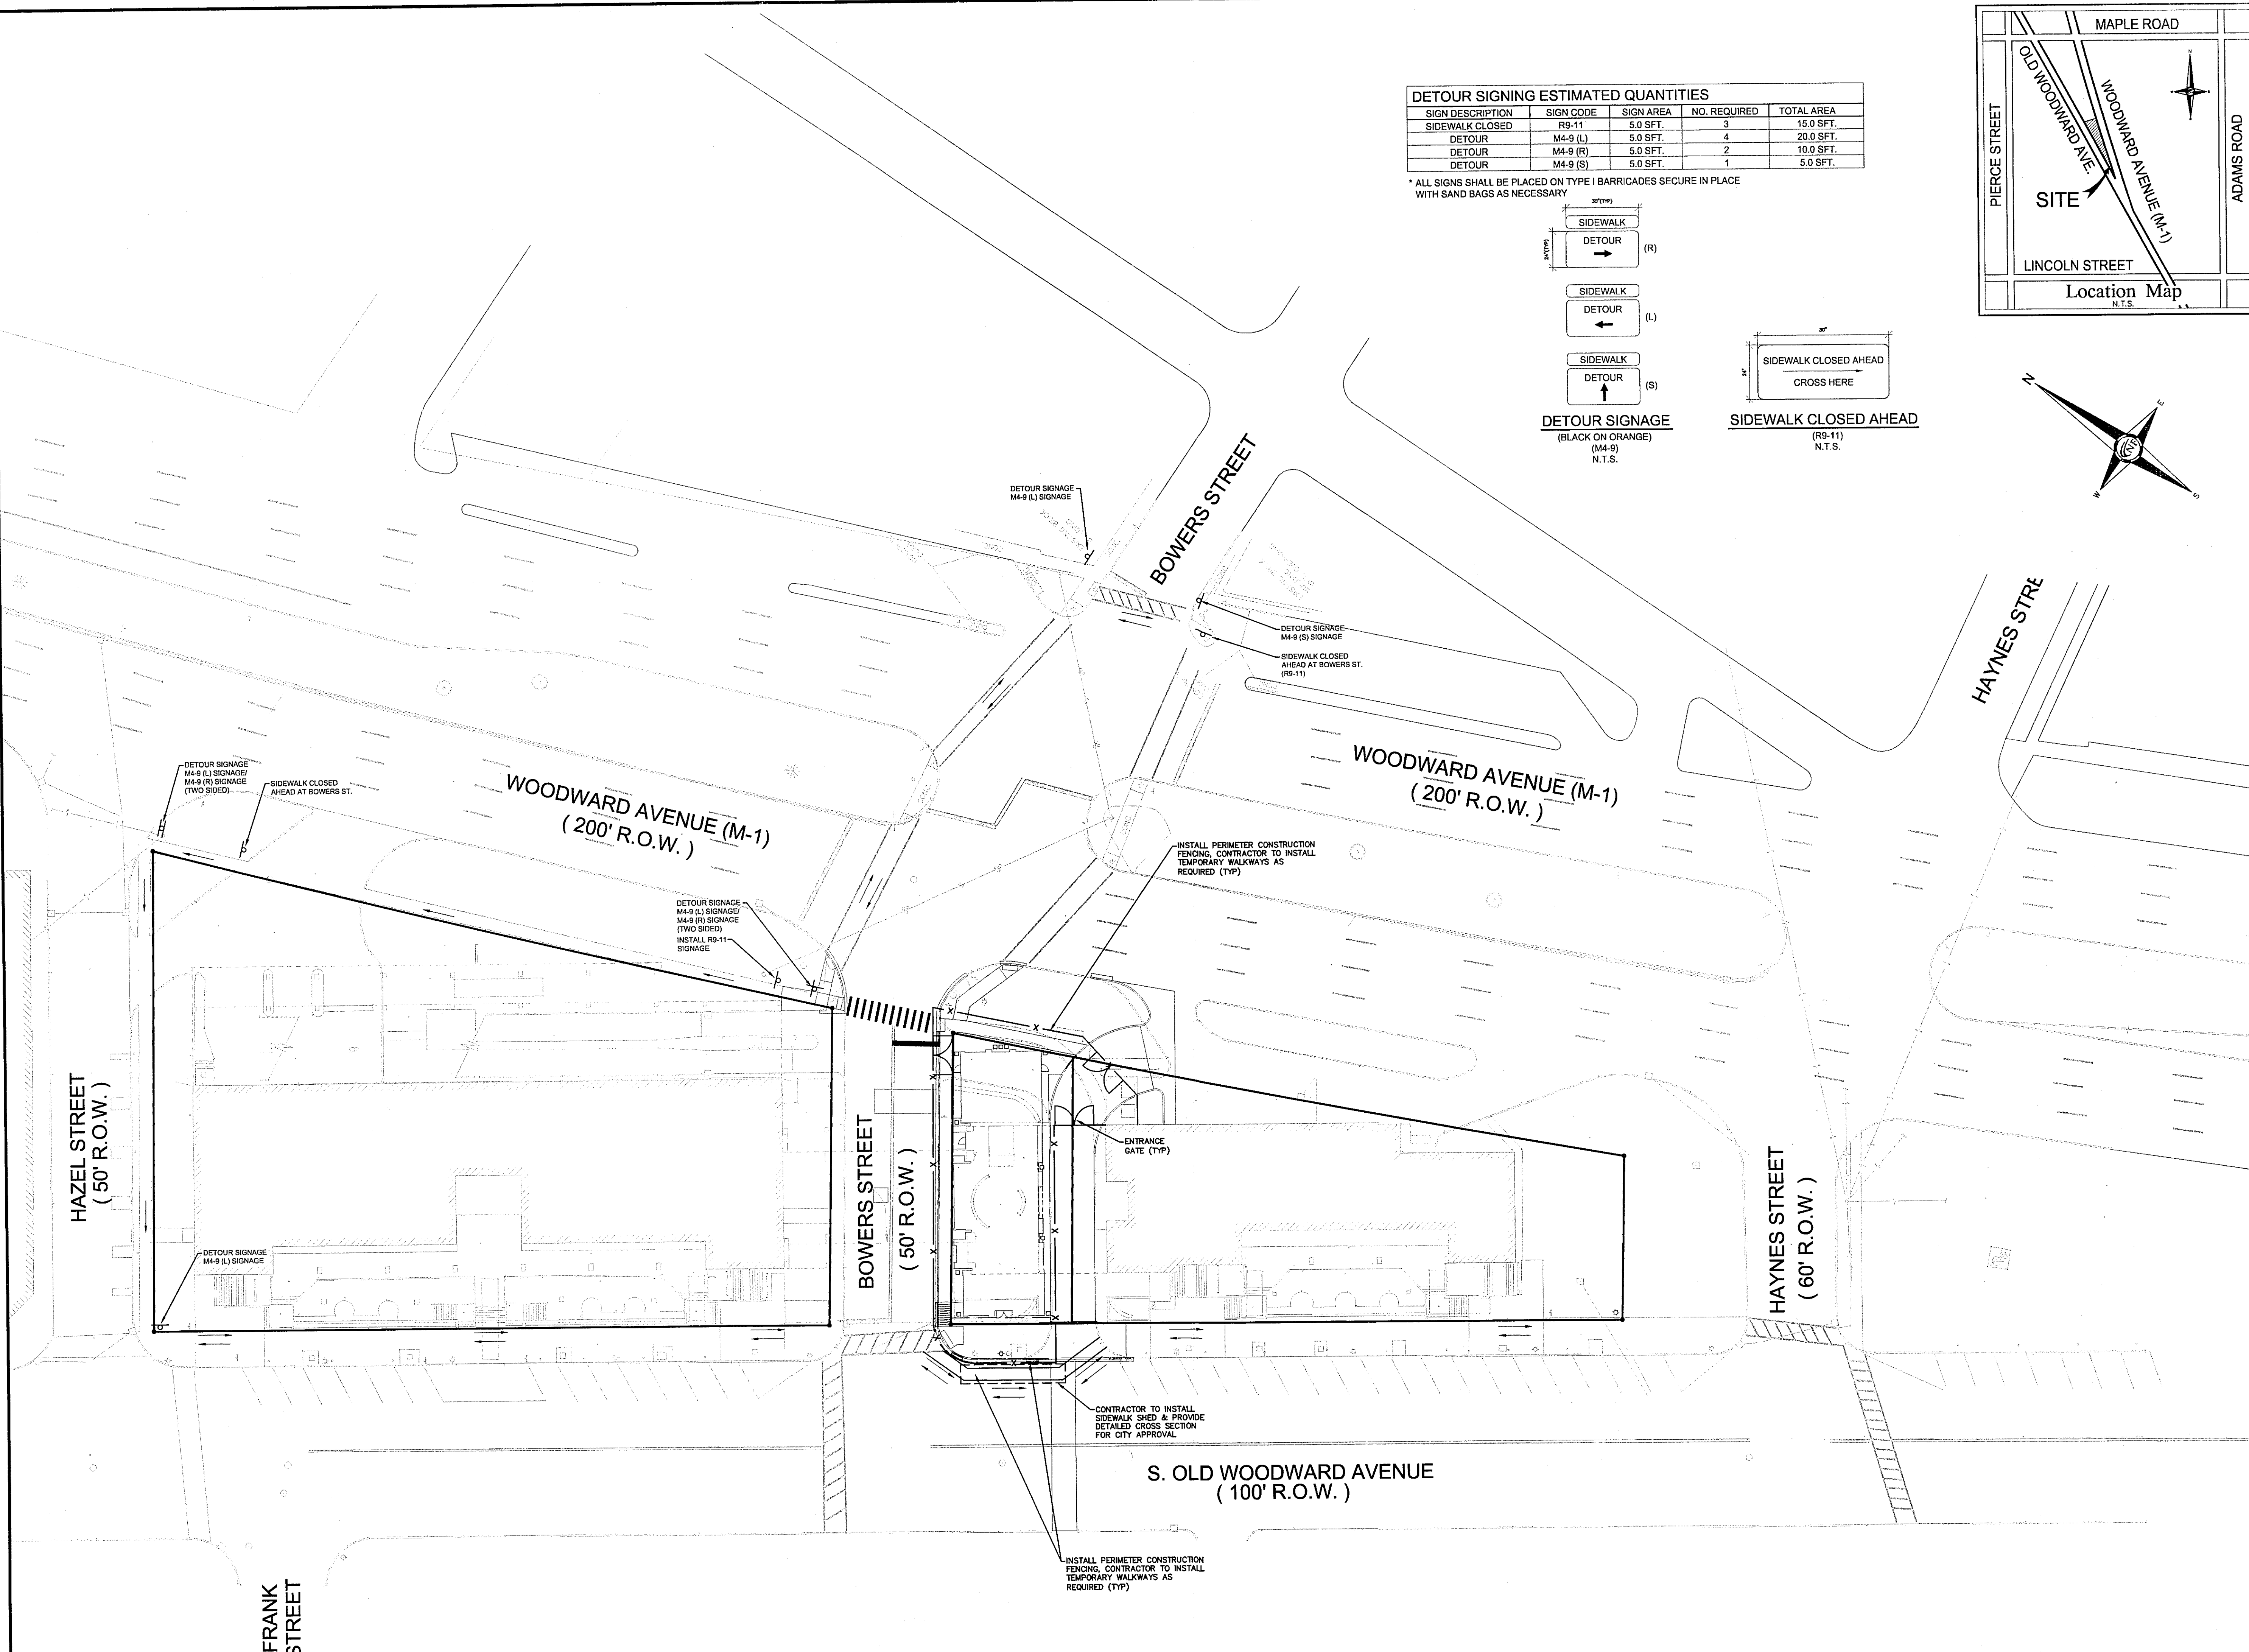 MAPLE ROAD
OLD WOODWARD AVE.
WOODWARD AVENUE (M-1)
PIERCE STREET
ADAMS ROAD
N
SITE
LINCOLN STREET
Location Map
N.T.S.
DETOUR SIGNING ESTIMATED QUANTITIES
SIGN DESCRIPTION SIGN CODE SIGN AREA NO. REQUIRED TOTAL AREA
SIDEWALK CLOSED R9-11 5.0 SFT. 3 15.0 SFT.
DETOUR M4-9 (L) 5.0 SFT. 4 20.0 SFT.
DETOUR M4-9 (R) 5.0 SFT. 2 10.0 SFT.
DETOUR M4-9 (S) 5.0 SFT. 1 5.0 SFT.
* ALL SIGNS SHALL BE PLACED ON TYPE I BARRICADES SECURE IN PLACE
WITH SAND BAGS AS NECESSARY
30"(TYP)
SIDEWALK
24"(TYP)
DETOUR
(R)
SIDEWALK
DETOUR
(L)
SIDEWALK
DETOUR
(S)
DETOUR SIGNAGE
(BLACK ON ORANGE)
(M4-9)
N.T.S.
30"
24"
SIDEWALK CLOSED AHEAD
CROSS HERE
SIDEWALK CLOSED AHEAD
(R9-11)
N.T.S.
N
E
W
S
DETOUR SIGNAGE
M4-9 (L) SIGNAGE
BOWERS STREET
DETOUR SIGNAGE
M4-9 (S) SIGNAGE
SIDEWALK CLOSED
AHEAD AT BOWERS ST.
(R9-11)
HAYNES STRE
DETOUR SIGNAGE
M4-9 (L) SIGNAGE/
M4-9 (R) SIGNAGE
(TWO SIDED)
SIDEWALK CLOSED
AHEAD AT BOWERS ST.
WOODWARD AVENUE (M-1)
( 200' R.O.W. )
WOODWARD AVENUE (M-1)
( 200' R.O.W. )
INSTALL PERIMETER CONSTRUCTION
FENCING, CONTRACTOR TO INSTALL
TEMPORARY WALKWAYS AS
REQUIRED (TYP)
DETOUR SIGNAGE
M4-9 (L) SIGNAGE/
M4-9 (R) SIGNAGE
(TWO SIDED)
INSTALL R9-11
SIGNAGE
HAZEL STREET
( 50' R.O.W. )
BOWERS STREET
( 50' R.O.W. )
ENTRANCE
GATE (TYP)
HAYNES STREET
( 60' R.O.W. )
DETOUR SIGNAGE
M4-9 (L) SIGNAGE
CONTRACTOR TO INSTALL
SIDEWALK SHED & PROVIDE
DETAILED CROSS SECTION
FOR CITY APPROVAL
S. OLD WOODWARD AVENUE
( 100' R.O.W. )
INSTALL PERIMETER CONSTRUCTION
FENCING, CONTRACTOR TO INSTALL
TEMPORARY WALKWAYS AS
REQUIRED (TYP)
FRANK
STREET